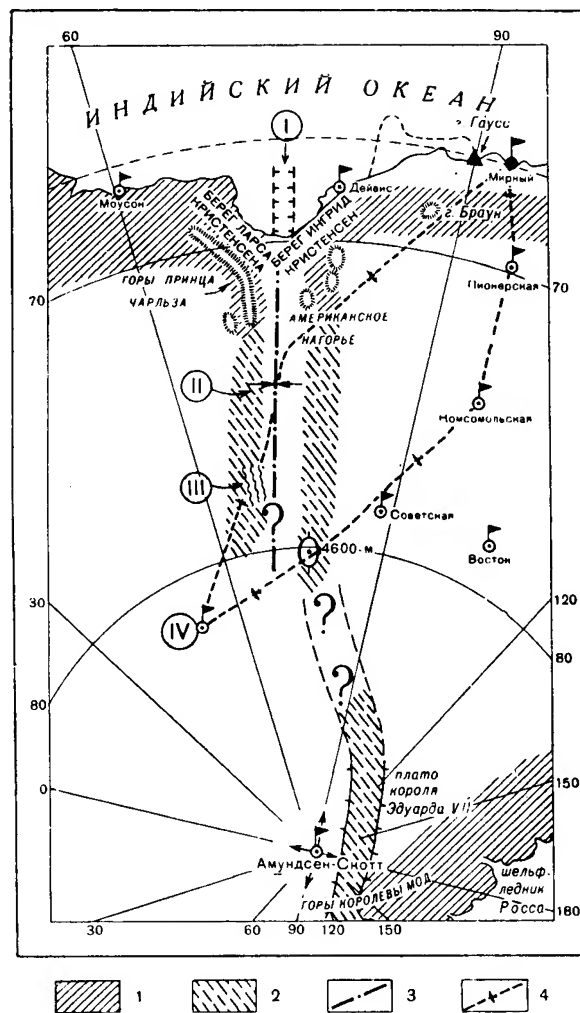 60
90
ИНДИЙСКИЙ ОКЕАН
I
г. Гаусс
Мирный
Моусон
Дейвис
БЕРЕГ ЛАРСА
КРИСТЕНСЕНА
БЕРЕГ ИНГРИД
КРИСТЕНСЕН
г. Браун
ГОРЫ ПРИНЦА
ЧАРЛЬЗА
Пионерская
70
70
АМЕРИКАНСКОЕ
НАГОРЬЕ
II
Комсомольская
III
?
Советская
4600 м
Восток
30
IV
?
120
80
80
?
0
плато
короля
Эдуарда VII
150
Амундсен-Скотт
ГОРЫ КОРОЛЕВЫ МОД
шельф.
ледник
Росса
180
30
60
90
120
150
1
2
3
4